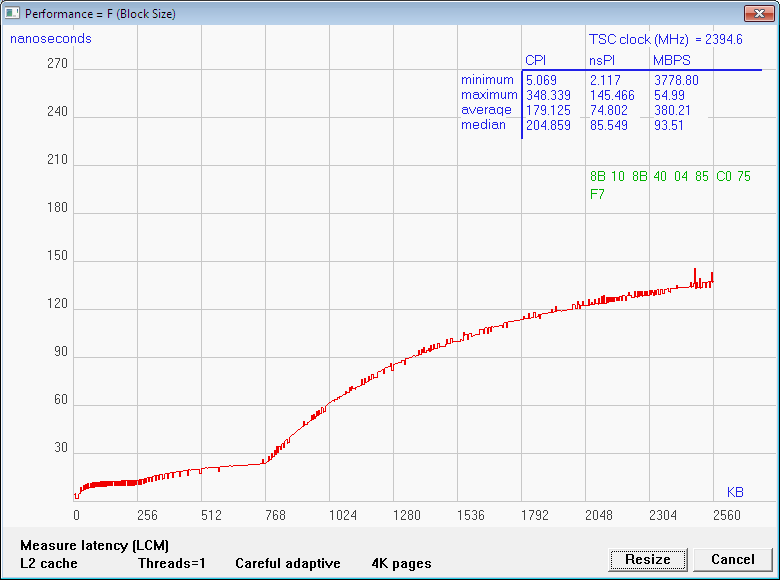 Performance = F (Block Size)
nanoseconds
TSC clock (MHz) = 2394.6
CPI nsPI MBPS
minimum 5.069 2.117 3778.80
maximum 348.339 145.466 54.99
average 179.125 74.802 380.21
median 204.859 85.549 93.51
8B 10 8B 40 04 85 C0 75
F7
270
240
210
180
150
120
90
60
30
KB
0 256 512 768 1024 1280 1536 1792 2048 2304 2560
Measure latency (LCM)
L2 cache Threads=1 Careful adaptive 4K pages
Resize Cancel